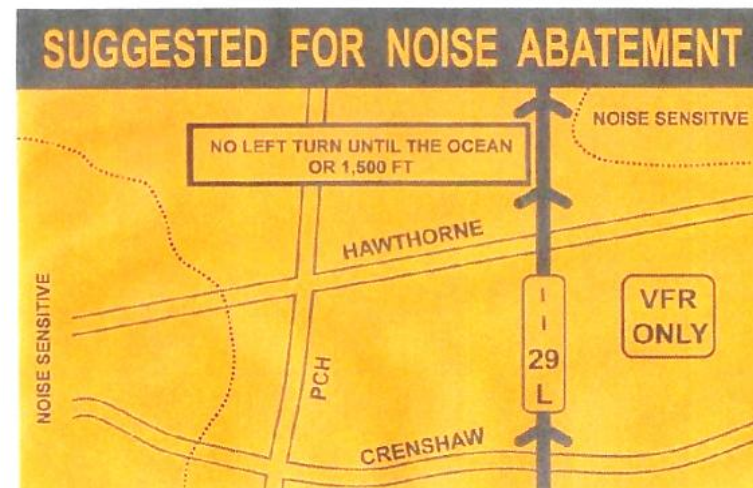 SUGGESTED FOR NOISE ABATEMENT
NOISE SENSITIVE
NO LEFT TURN UNTIL THE OCEAN
OR 1,500 FT
HAWTHORNE
NOISE SENSITIVE
VFR
ONLY
29
L
PCH
CRENSHAW